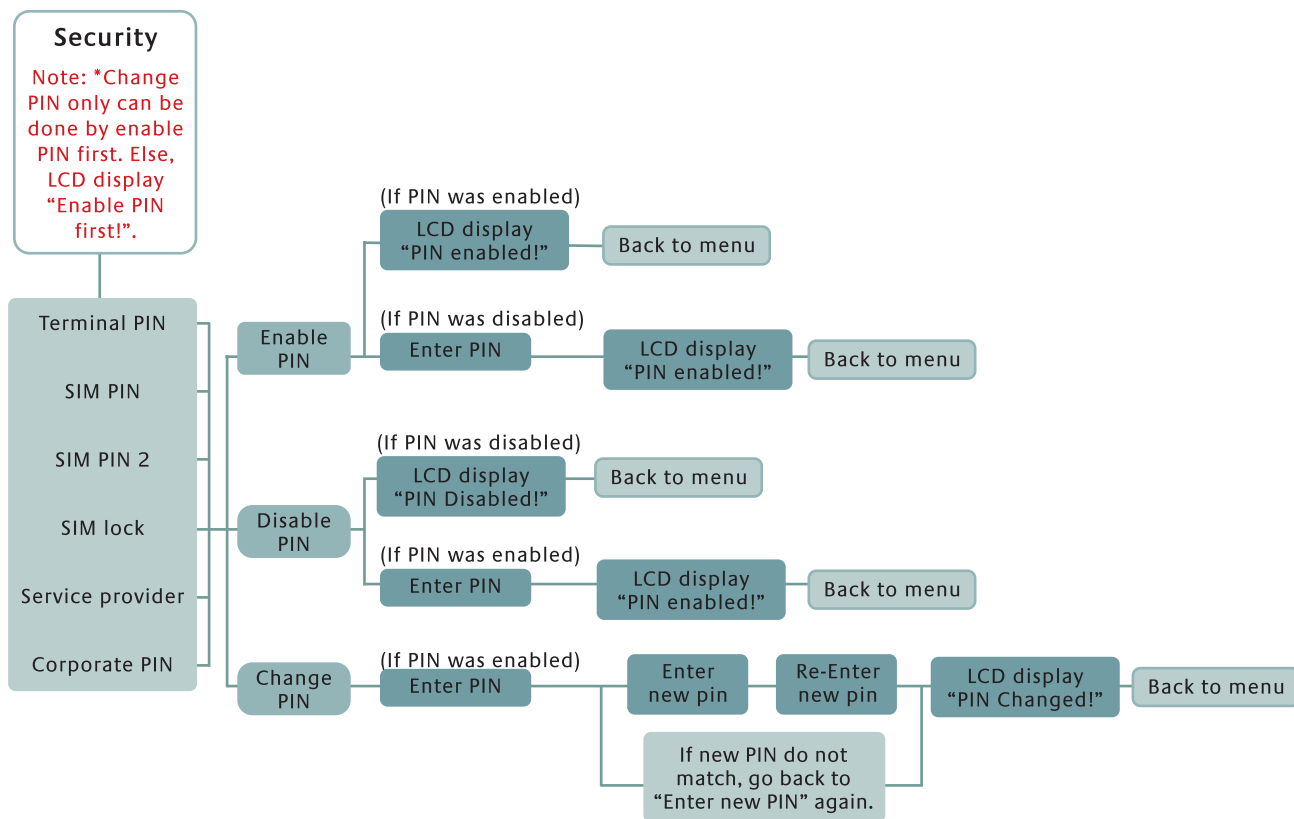 Security
Note: *Change
PIN only can be
done by enable
PIN first. Else,
LCD display
“Enable PIN
first!”.
Terminal PIN
SIM PIN
SIM PIN 2
SIM lock
Service provider
Corporate PIN
Enable
PIN
(If PIN was enabled)
LCD display
“PIN enabled!”
Back to menu
(If PIN was disabled)
Enter PIN
LCD display
“PIN enabled!”
Back to menu
Disable
PIN
(If PIN was disabled)
LCD display
“PIN Disabled!”
Back to menu
(If PIN was enabled)
Enter PIN
LCD display
“PIN enabled!”
Back to menu
Change
PIN
(If PIN was enabled)
Enter PIN
Enter
new pin
Re-Enter
new pin
LCD display
“PIN Changed!”
Back to menu
If new PIN do not
match, go back to
“Enter new PIN” again.